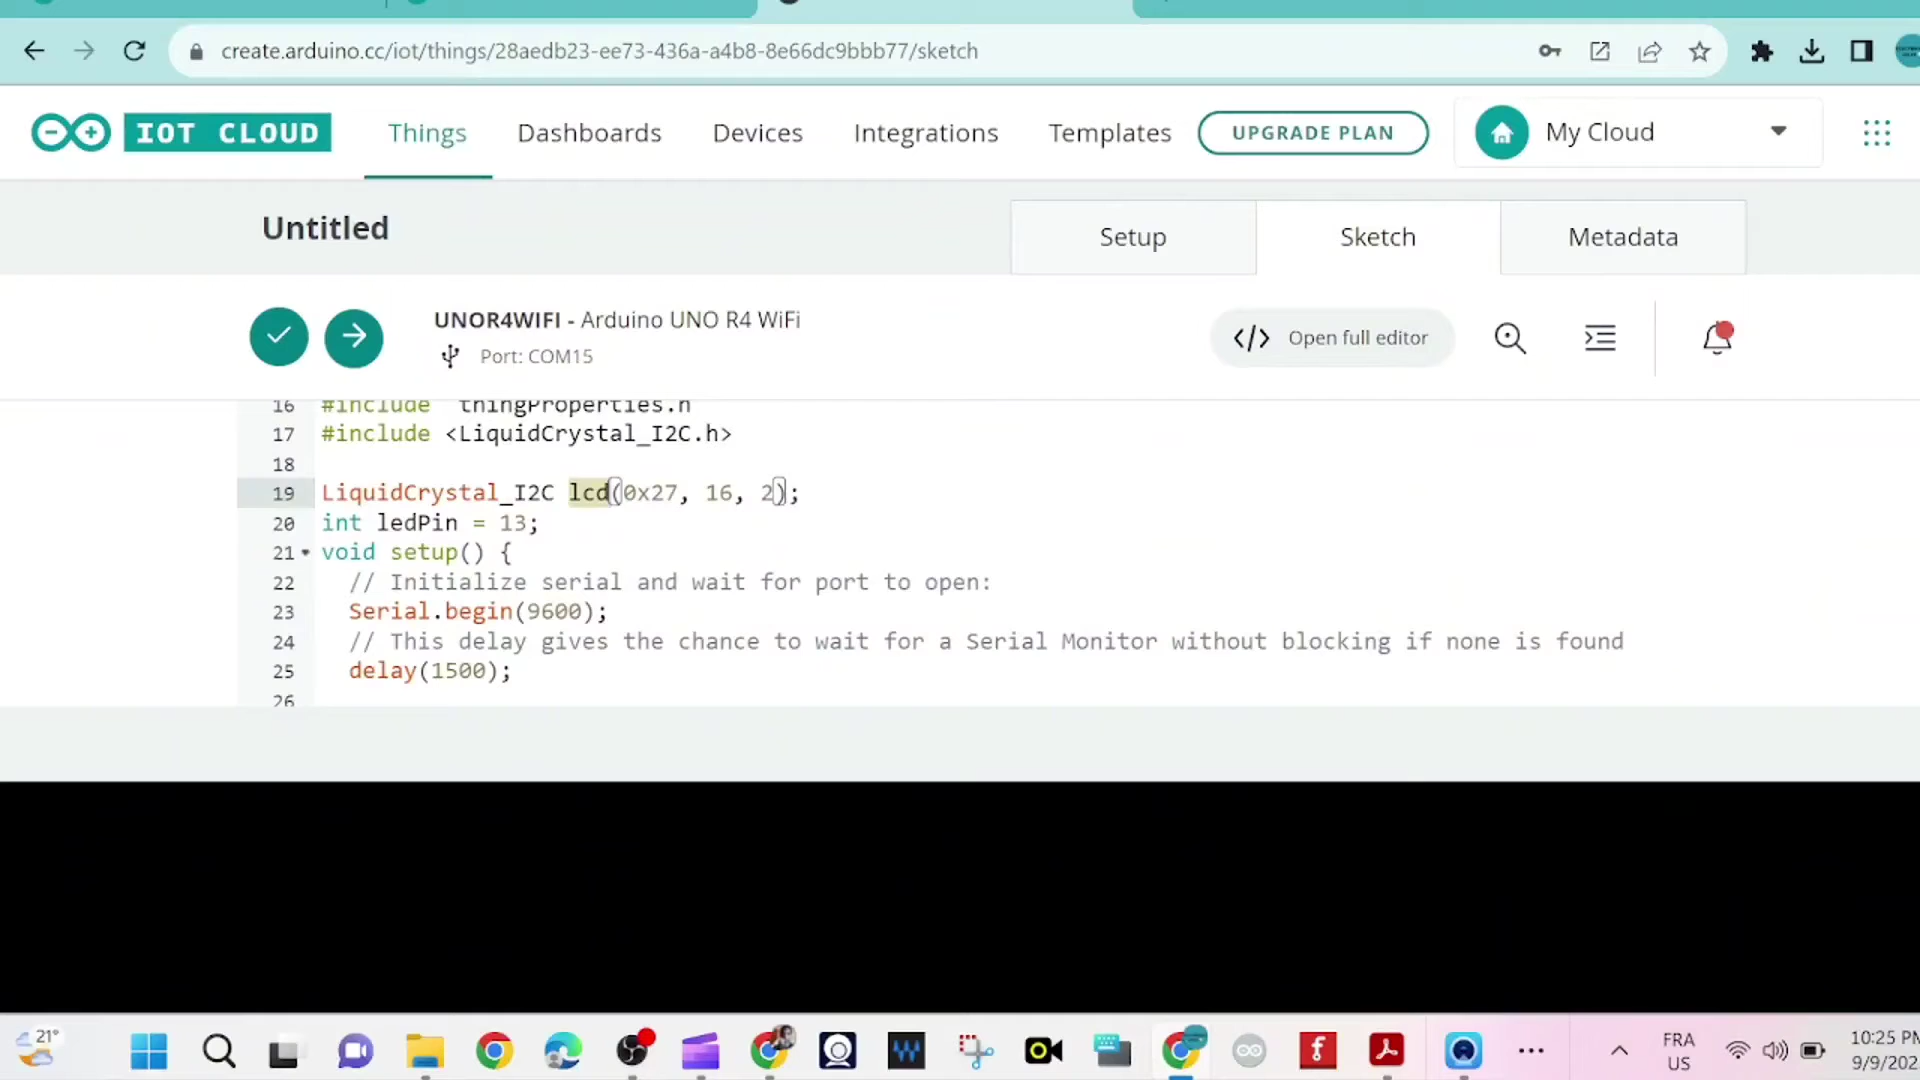 create.arduino.cc/iot/things/28aedb23-ee73-436a-a4b8-8e66dc9bbb77/sketch
IOT CLOUD
Things
Dashboards
Devices
Integrations
Templates
UPGRADE PLAN
My Cloud
Untitled
Setup
Sketch
Metadata
UNOR4WIFI - Arduino UNO R4 WiFi
Port: COM15
</> Open full editor
16 #include thingProperties.h
17 #include <LiquidCrystal_I2C.h>
18
19 LiquidCrystal_I2C lcd(0x27, 16, 2);
20 int ledPin = 13;
21 void setup() {
22 // Initialize serial and wait for port to open:
23 Serial.begin(9600);
24 // This delay gives the chance to wait for a Serial Monitor without blocking if none is found
25 delay(1500);
26
21°
FRA
US
10:25 PM
9/9/202